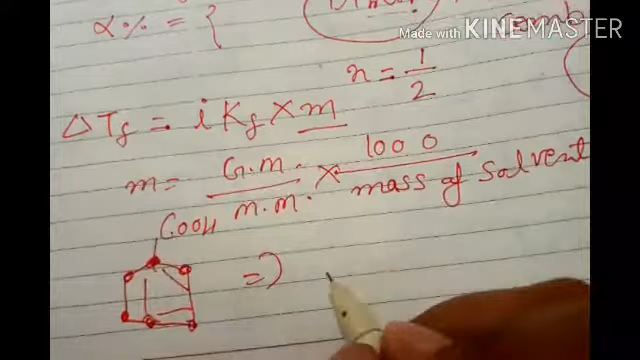 Made with KINEMASTER
α % = {
n = 1/2
ΔTf = i Kf × m
m = G.m. / m.m. × 1000 / mass of solvent
COOH
=)